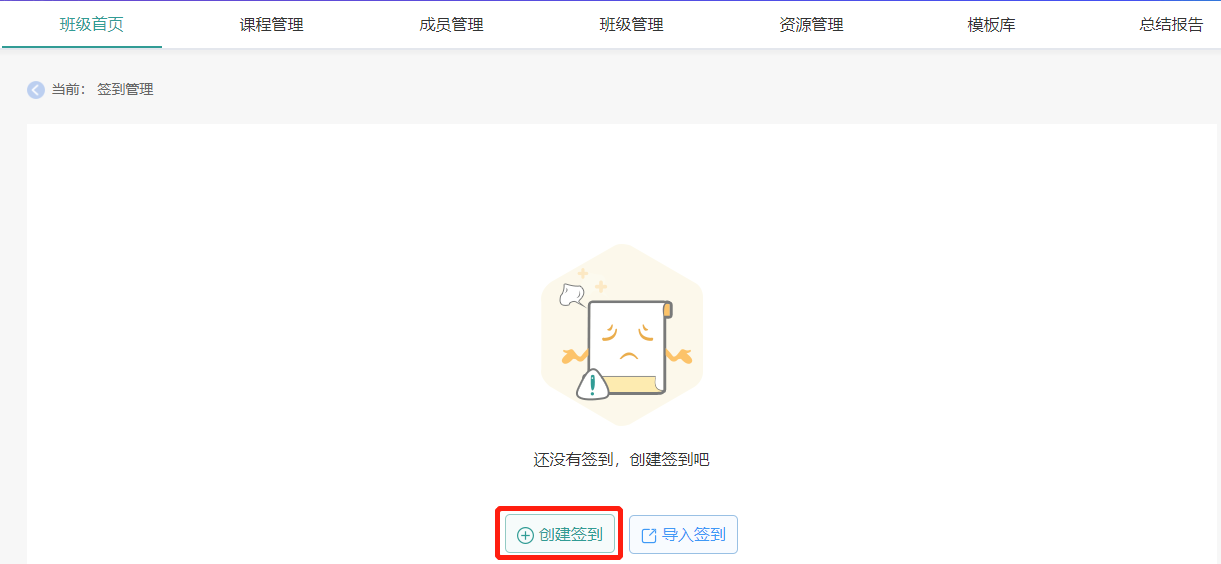 班级首页 课程管理 成员管理 班级管理 资源管理 模板库 总结报告
当前： 签到管理
还没有签到，创建签到吧
创建签到 导入签到